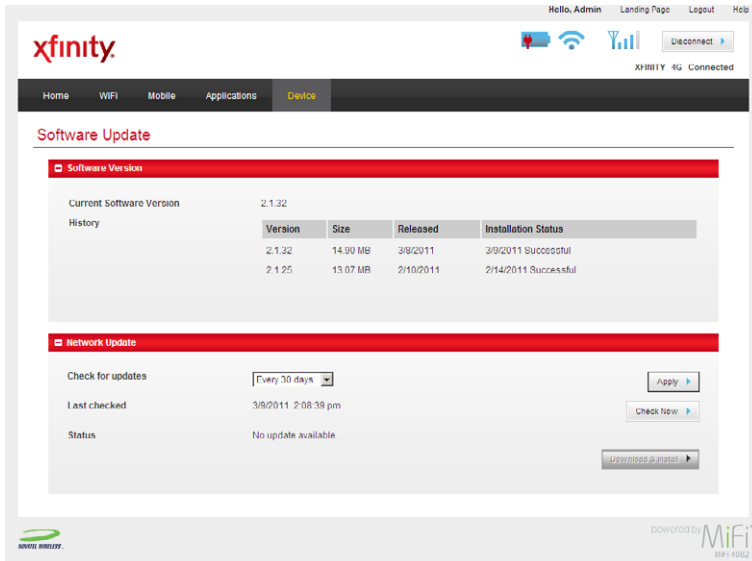 Hello, Admin Landing Page Logout Help
xfinity.
Disconnect
XFINITY 4G Connected
Home WiFi Mobile Applications Device
Software Update
Software Version
Current Software Version 2.1.32
History
Version Size Released Installation Status
2.1.32 14.90 MB 3/8/2011 3/9/2011 Successful
2.1.25 13.07 MB 2/10/2011 2/14/2011 Successful
Network Update
Check for updates Every 30 days Apply
Last checked 3/9/2011 2:08:39 pm Check Now
Status No update available.
Download & Install
NOVATEL WIRELESS.
powered by MiFi
MiFi 4082